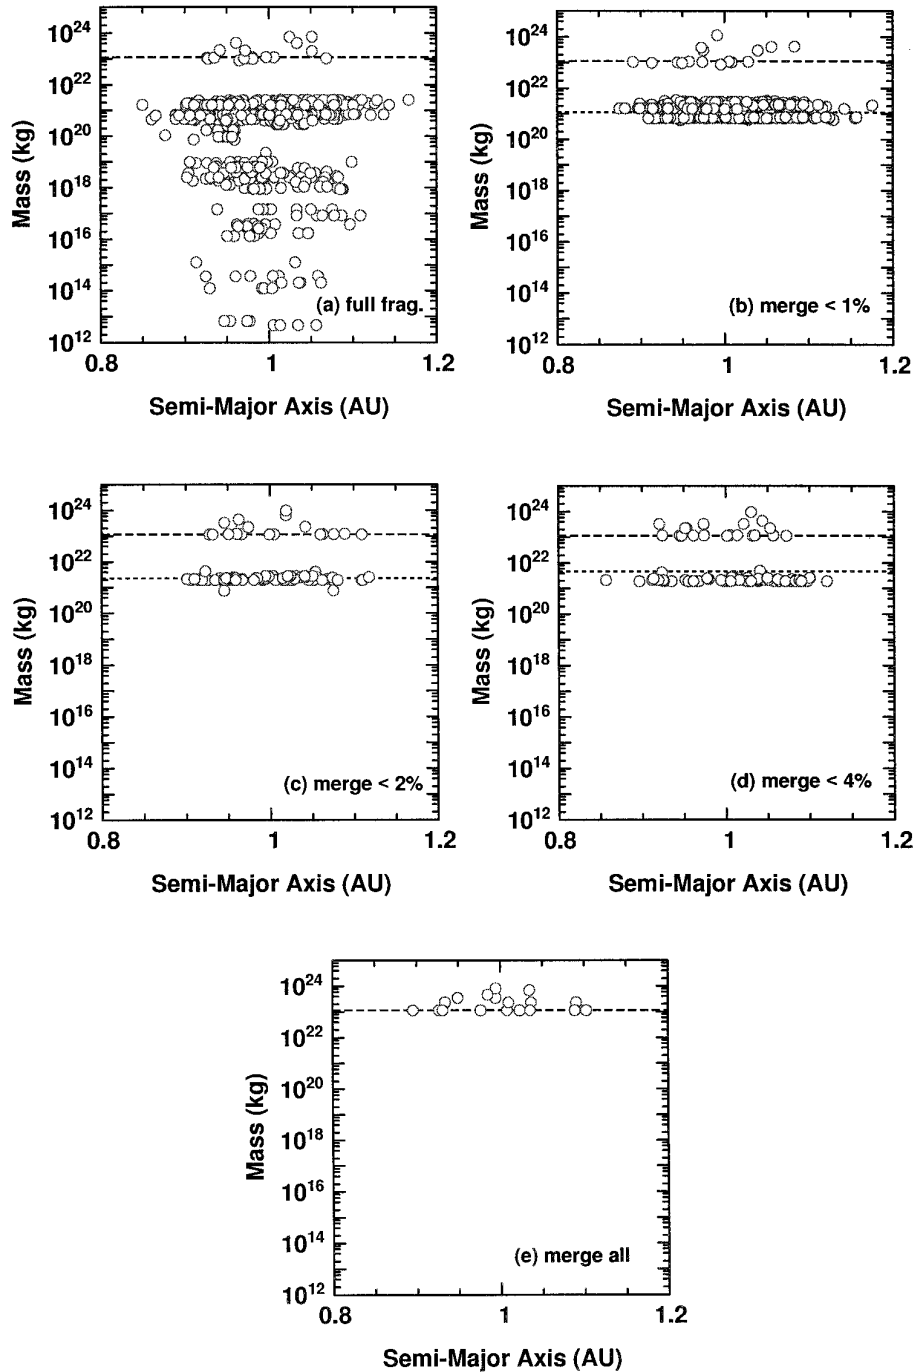 10^24
10^22
10^20
10^18
10^16
10^14
10^12
Mass (kg)
(a) full frag.
0.8 1 1.2
Semi-Major Axis (AU)
10^24
10^22
10^20
10^18
10^16
10^14
10^12
Mass (kg)
(b) merge < 1%
0.8 1 1.2
Semi-Major Axis (AU)
10^24
10^22
10^20
10^18
10^16
10^14
10^12
Mass (kg)
(c) merge < 2%
0.8 1 1.2
Semi-Major Axis (AU)
10^24
10^22
10^20
10^18
10^16
10^14
10^12
Mass (kg)
(d) merge < 4%
0.8 1 1.2
Semi-Major Axis (AU)
10^24
10^22
10^20
10^18
10^16
10^14
10^12
Mass (kg)
(e) merge all
0.8 1 1.2
Semi-Major Axis (AU)